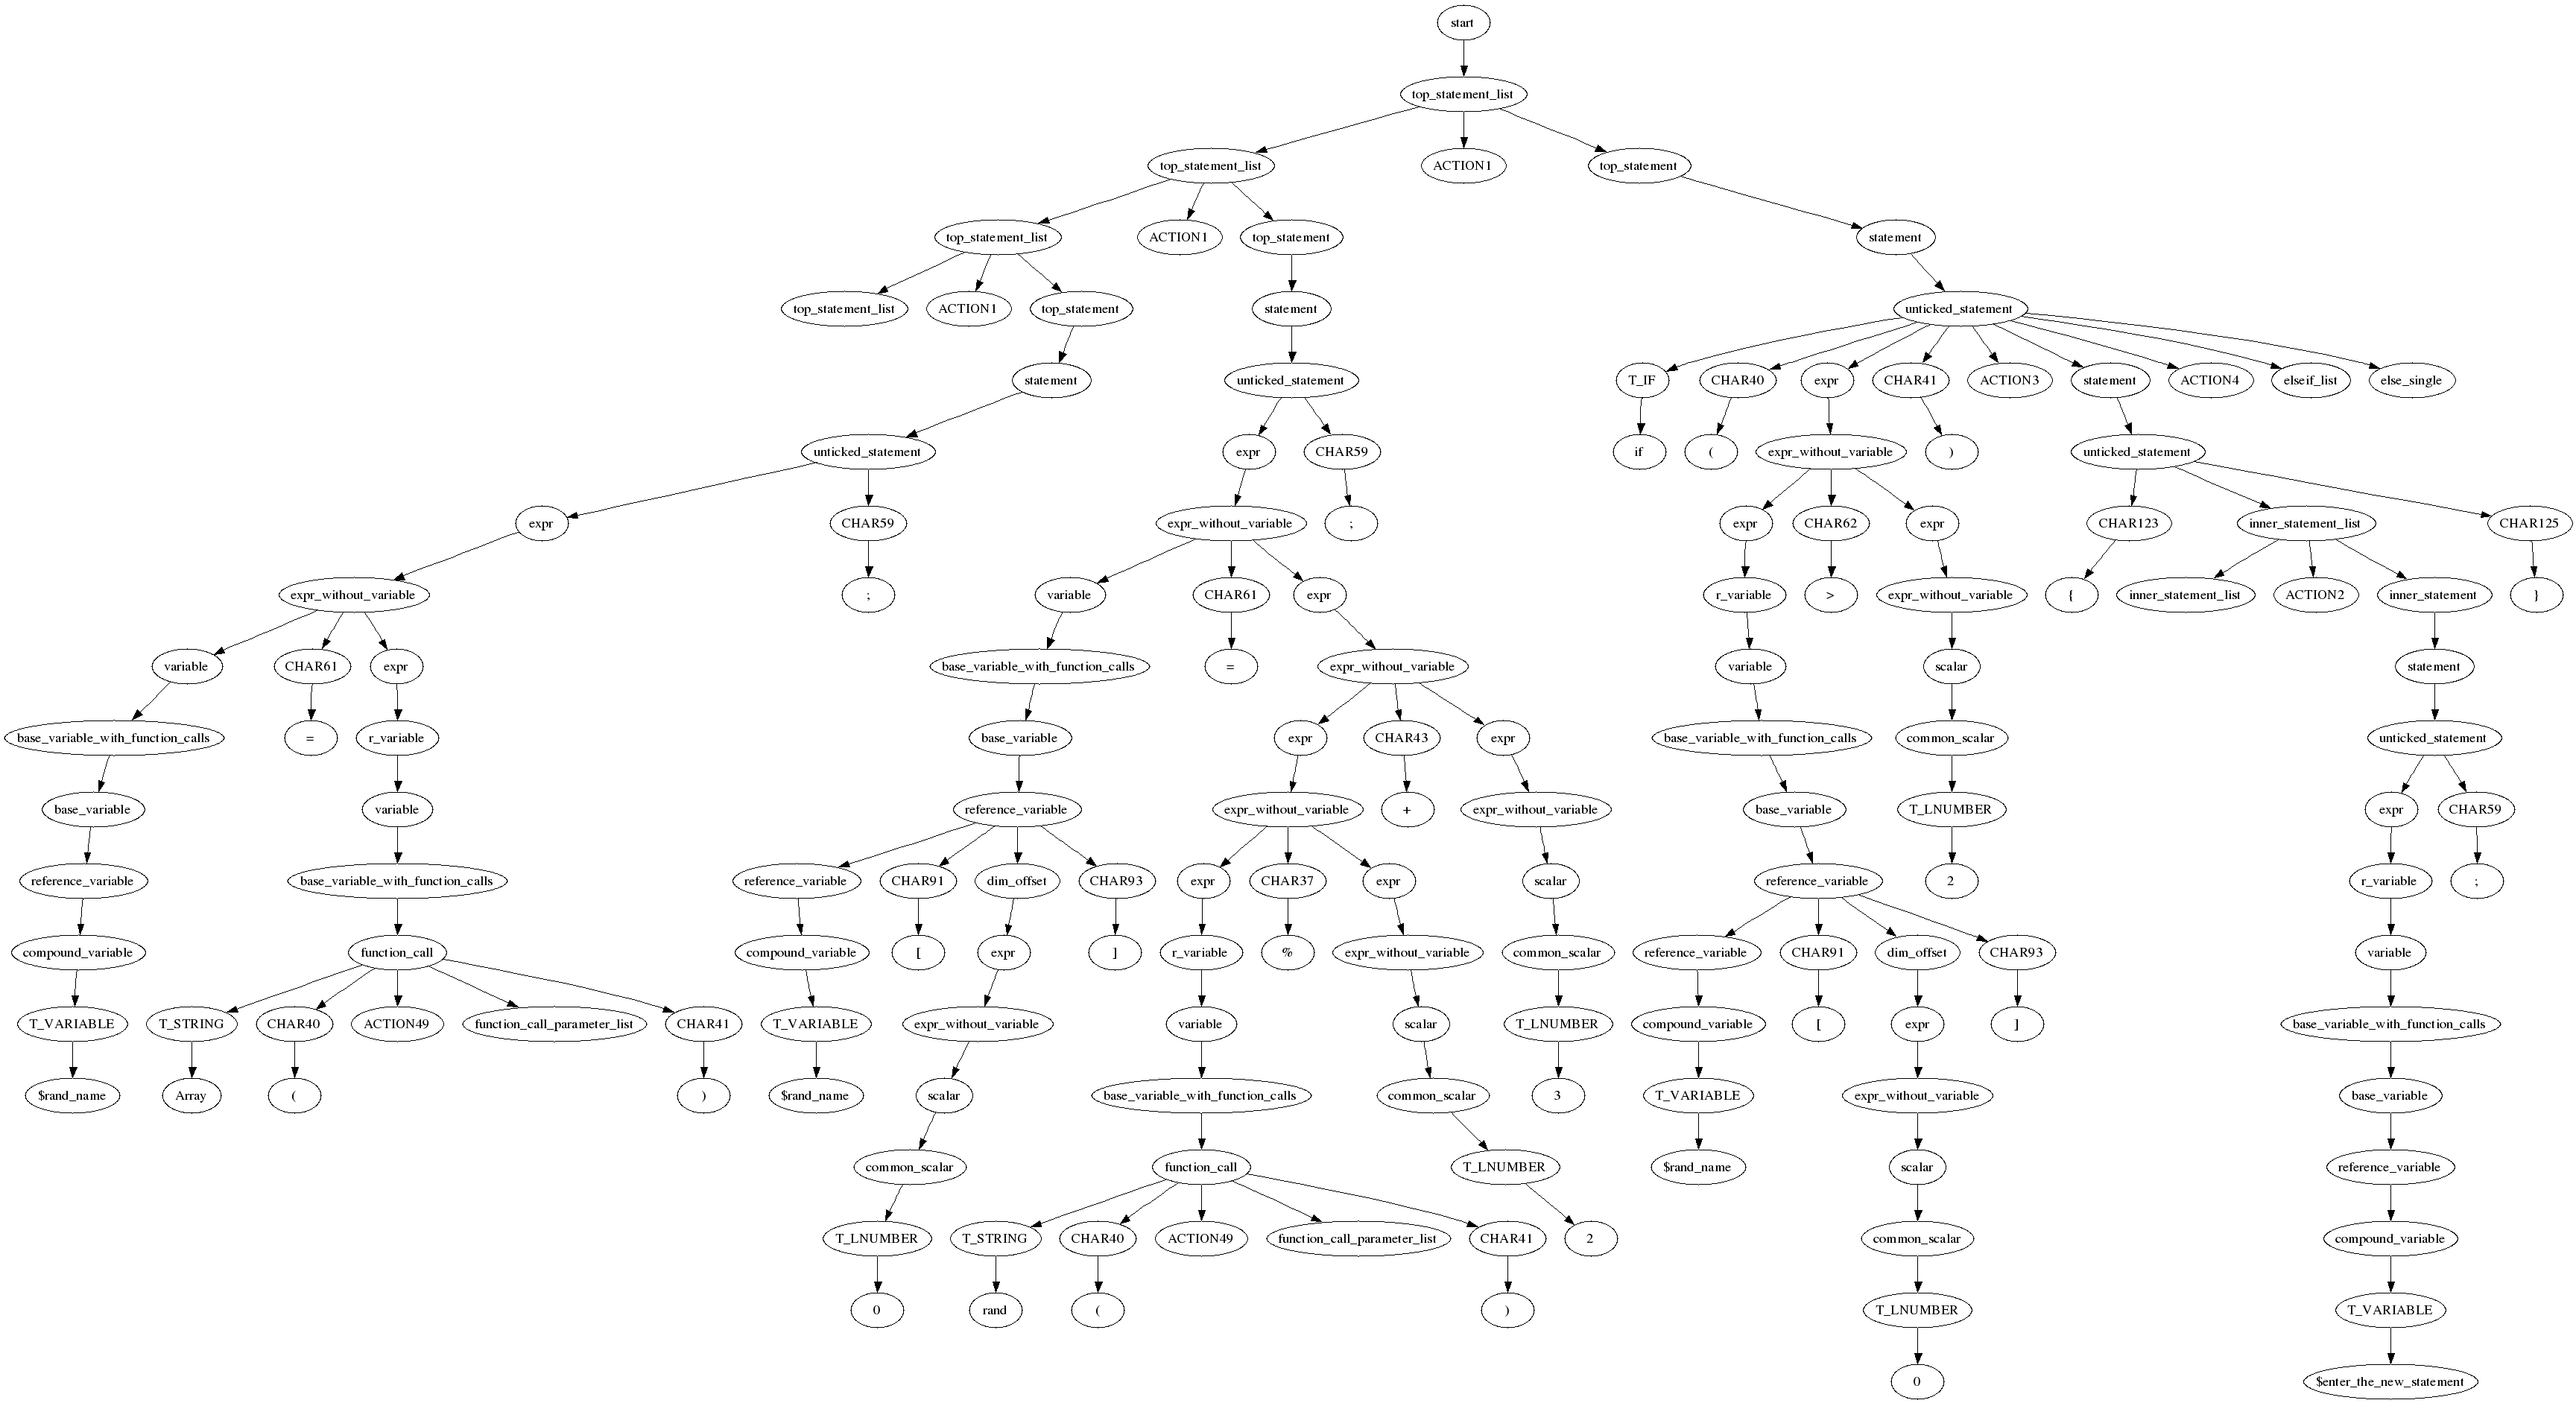 start
top_statement_list
top_statement_list ACTION1 top_statement
top_statement_list ACTION1 top_statement statement
top_statement_list ACTION1 top_statement statement unticked_statement
statement unticked_statement T_IF CHAR40 expr CHAR41 ACTION3 statement ACTION4 elseif_list else_single
unticked_statement expr CHAR59 if ( expr_without_variable ) unticked_statement
expr CHAR59 expr_without_variable ; expr CHAR62 expr CHAR123 inner_statement_list CHAR125
expr_without_variable ; variable CHAR61 expr r_variable > expr_without_variable { inner_statement_list ACTION2 inner_statement }
variable CHAR61 expr base_variable_with_function_calls = expr_without_variable variable scalar statement
base_variable_with_function_calls = r_variable base_variable expr CHAR43 expr base_variable_with_function_calls common_scalar unticked_statement
base_variable variable reference_variable expr_without_variable + expr_without_variable base_variable T_LNUMBER expr CHAR59
reference_variable base_variable_with_function_calls reference_variable CHAR91 dim_offset CHAR93 expr CHAR37 expr scalar reference_variable 2 r_variable ;
compound_variable function_call compound_variable [ expr ] r_variable % expr_without_variable common_scalar reference_variable CHAR91 dim_offset CHAR93 variable
T_VARIABLE T_STRING CHAR40 ACTION49 function_call_parameter_list CHAR41 T_VARIABLE expr_without_variable variable scalar T_LNUMBER compound_variable [ expr ] base_variable_with_function_calls
$rand_name Array ( ) $rand_name scalar base_variable_with_function_calls common_scalar 3 T_VARIABLE expr_without_variable base_variable
common_scalar function_call T_LNUMBER $rand_name scalar reference_variable
T_LNUMBER T_STRING CHAR40 ACTION49 function_call_parameter_list CHAR41 2 common_scalar compound_variable
0 rand ( ) T_LNUMBER T_VARIABLE
0 $enter_the_new_statement